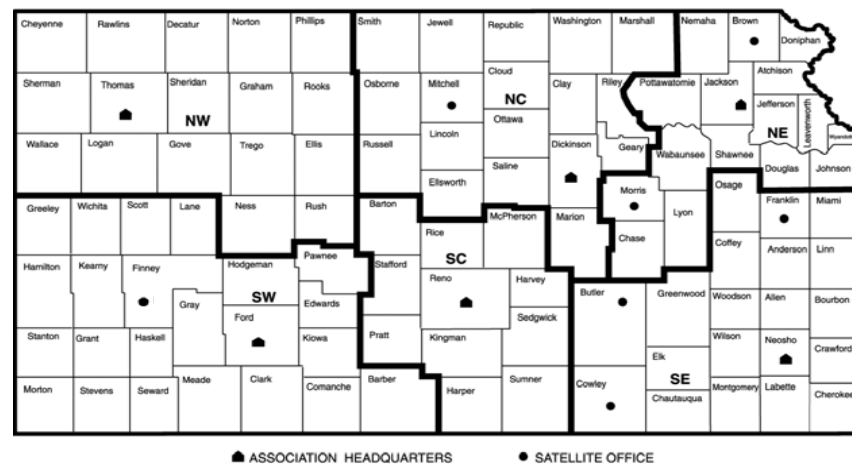 Cheyenne Rawlins Decatur Norton Phillips Smith Jewell Republic Washington Marshall Nemaha Brown Doniphan
Sherman Thomas Sheridan Graham Rooks Osborne Mitchell Cloud Clay Riley Pottawatomie Jackson Atchison
NW NC Jefferson Leavenworth Wyandotte
NE
Wallace Logan Gove Trego Ellis Russell Lincoln Ottawa Dickinson Geary Wabaunsee Shawnee
Ellsworth Saline Morris Douglas Johnson
Greeley Wichita Scott Lane Ness Rush Barton Rice McPherson Marion Chase Lyon Osage Franklin Miami
Hamilton Kearny Finney Hodgeman Pawnee Stafford SC Coffey Anderson Linn
Gray SW Edwards Reno Harvey Butler Greenwood Woodson Allen Bourbon
Ford Sedgwick
Stanton Grant Haskell Kiowa Pratt Kingman Wilson Neosho Crawford
Elk
SE
Morton Stevens Seward Meade Clark Comanche Barber Harper Sumner Cowley Chautauqua Montgomery Labette Cherokee
ASSOCIATION HEADQUARTERS SATELLITE OFFICE